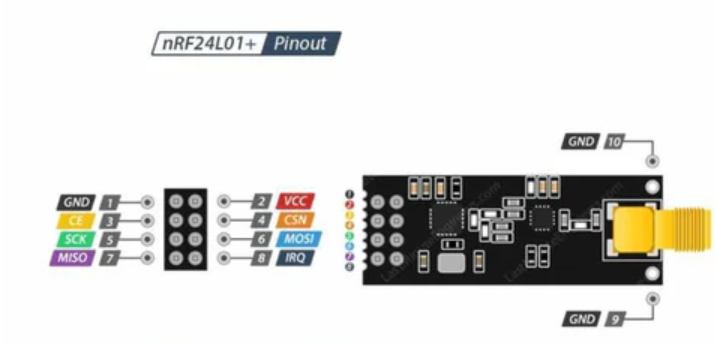 nRF24L01+ Pinout
GND 10
GND 1 2 VCC
CE 3 4 CSN
SCK 5 6 MOSI
MISO 7 8 IRQ
GND 9